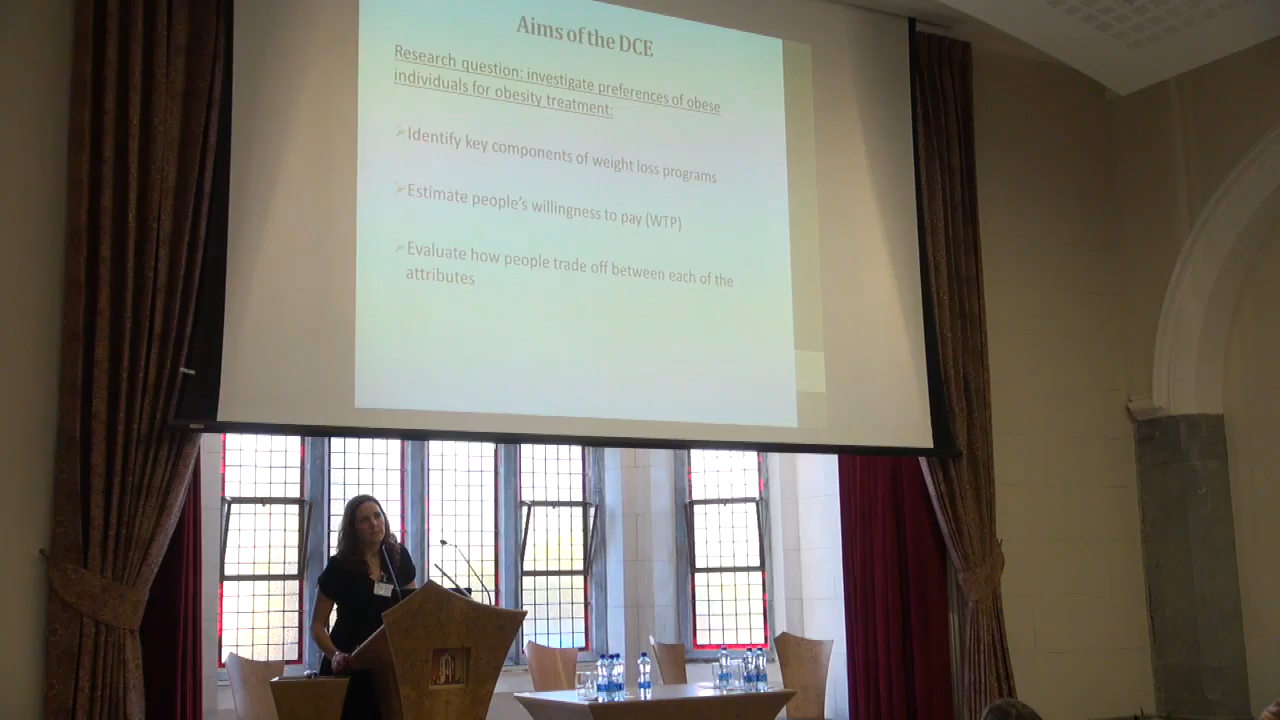 Aims of the DCE
Research question: investigate preferences of obese
individuals for obesity treatment:
Identify key components of weight loss programs
Estimate people's willingness to pay (WTP)
Evaluate how people trade off between each of the
attributes